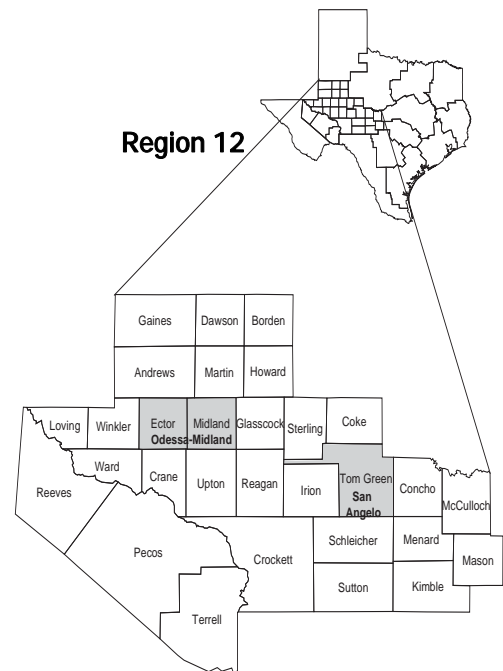 Region 12
Gaines Dawson Borden
Andrews Martin Howard
Loving Winkler Ector Midland Glasscock Sterling Coke
Odessa-Midland
Ward Crane Upton Reagan Irion Tom Green Concho McCulloch
San
Angelo
Reeves
Pecos Crockett Schleicher Menard Mason
Sutton Kimble
Terrell